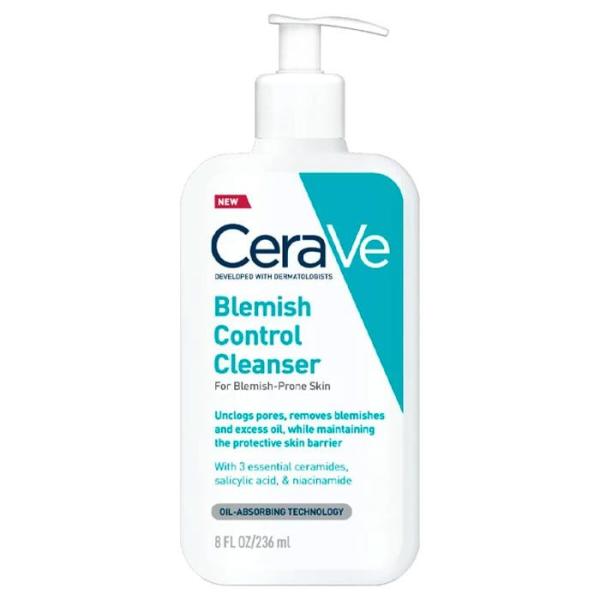 NEW
CeraVe
DEVELOPED WITH DERMATOLOGISTS
Blemish
Control
Cleanser
For Blemish-Prone Skin
Unclogs pores, removes blemishes
and excess oil, while maintaining
the protective skin barrier
With 3 essential ceramides,
salicylic acid, & niacinamide
OIL-ABSORBING TECHNOLOGY
8 FL OZ/236 ml